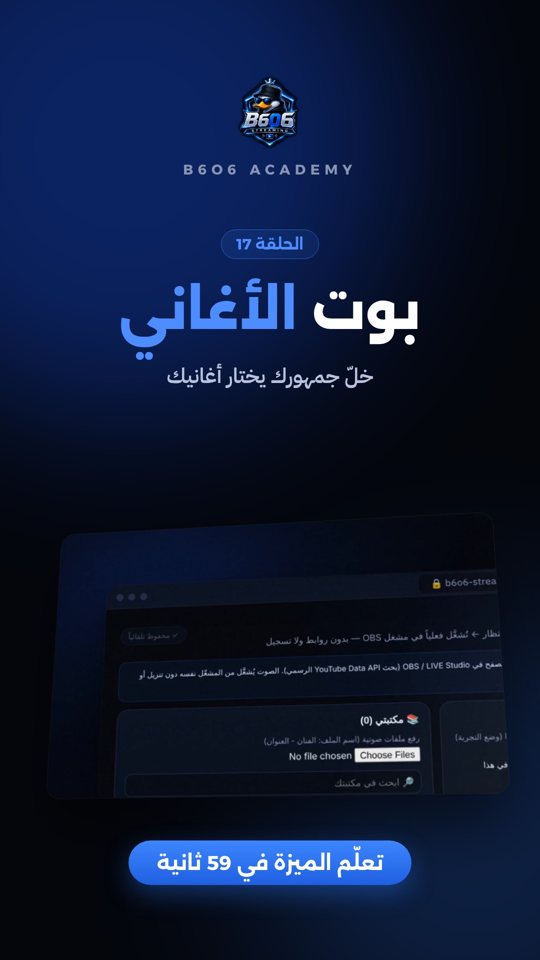 B6O6
STREAMING
B6O6 ACADEMY
الحلقة 17
بوت الأغاني
خلّ جمهورك يختار أغانيك
🔒 b6o6-strea
✓ محفوظ تلقائياً
← تُشغَّل فعلياً في مشغل OBS — بدون روابط ولا تسجيل
في OBS / LIVE Studio (بحث YouTube Data API الرسمي). الصوت يُشغَّل من المشغّل نفسه دون تنزيل أو
📚 مكتبتي (0)
رفع ملفات صوتية (اسم الملف: الفنان - العنوان)
(وضع التجربة)
Choose Files No file chosen
في هذا
🔎 ابحث في مكتبتك
تعلّم الميزة في 59 ثانية